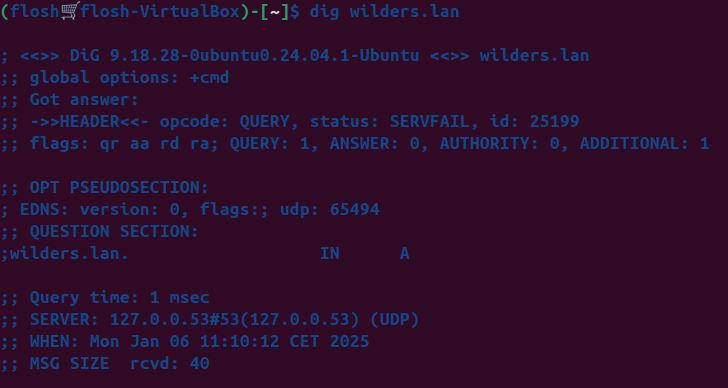 (flosh🛒flosh-VirtualBox)-[~]$ dig wilders.lan
; <<>> DiG 9.18.28-0ubuntu0.24.04.1-Ubuntu <<>> wilders.lan
;; global options: +cmd
;; Got answer:
;; ->>HEADER<<- opcode: QUERY, status: SERVFAIL, id: 25199
;; flags: qr aa rd ra; QUERY: 1, ANSWER: 0, AUTHORITY: 0, ADDITIONAL: 1
;; OPT PSEUDOSECTION:
; EDNS: version: 0, flags:; udp: 65494
;; QUESTION SECTION:
;wilders.lan. IN A
;; Query time: 1 msec
;; SERVER: 127.0.0.53#53(127.0.0.53) (UDP)
;; WHEN: Mon Jan 06 11:10:12 CET 2025
;; MSG SIZE rcvd: 40